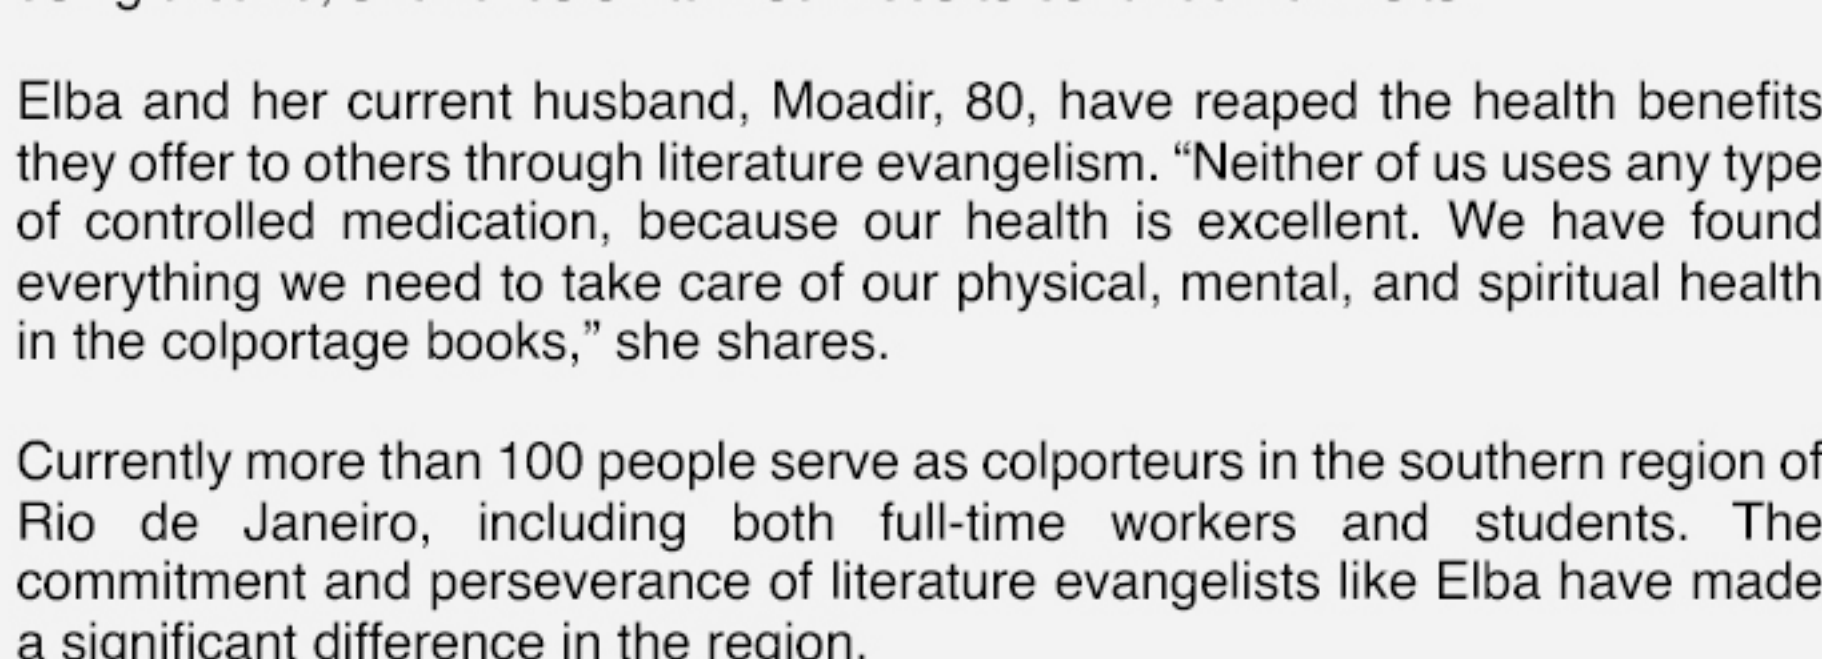 Elba and her current husband, Moadir, 80, have reaped the health benefits
they offer to others through literature evangelism. “Neither of us uses any type
of controlled medication, because our health is excellent. We have found
everything we need to take care of our physical, mental, and spiritual health
in the colportage books,” she shares.
Currently more than 100 people serve as colporteurs in the southern region of
Rio de Janeiro, including both full-time workers and students. The
commitment and perseverance of literature evangelists like Elba have made
a significant difference in the region.